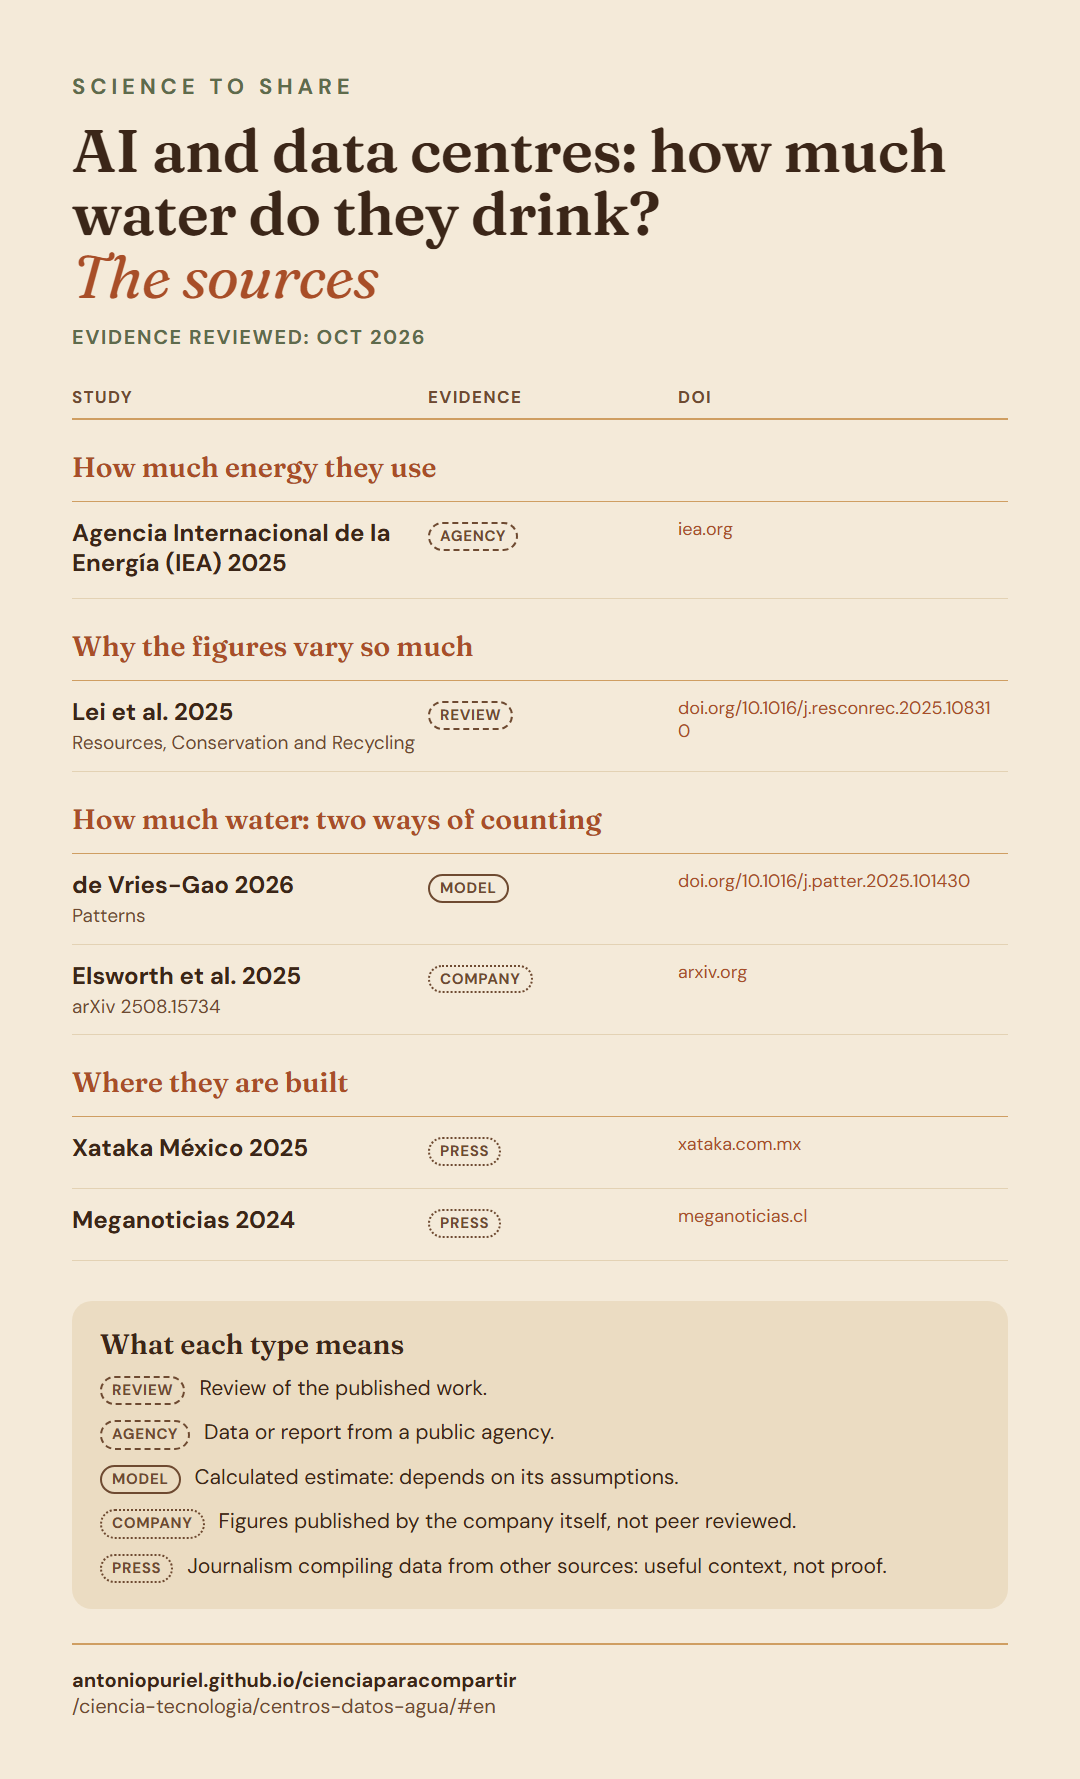 SCIENCE TO SHARE
AI and data centres: how much
water do they drink?
The sources
EVIDENCE REVIEWED: OCT 2026
STUDY EVIDENCE DOI
How much energy they use
Agencia Internacional de la AGENCY iea.org
Energía (IEA) 2025
Why the figures vary so much
Lei et al. 2025 REVIEW doi.org/10.1016/j.resconrec.2025.10831
Resources, Conservation and Recycling 0
How much water: two ways of counting
de Vries-Gao 2026 MODEL doi.org/10.1016/j.patter.2025.101430
Patterns
Elsworth et al. 2025 COMPANY arxiv.org
arXiv 2508.15734
Where they are built
Xataka México 2025 PRESS xataka.com.mx
Meganoticias 2024 PRESS meganoticias.cl
What each type means
REVIEW Review of the published work.
AGENCY Data or report from a public agency.
MODEL Calculated estimate: depends on its assumptions.
COMPANY Figures published by the company itself, not peer reviewed.
PRESS Journalism compiling data from other sources: useful context, not proof.
antoniopuriel.github.io/cienciaparacompartir
/ciencia-tecnologia/centros-datos-agua/#en